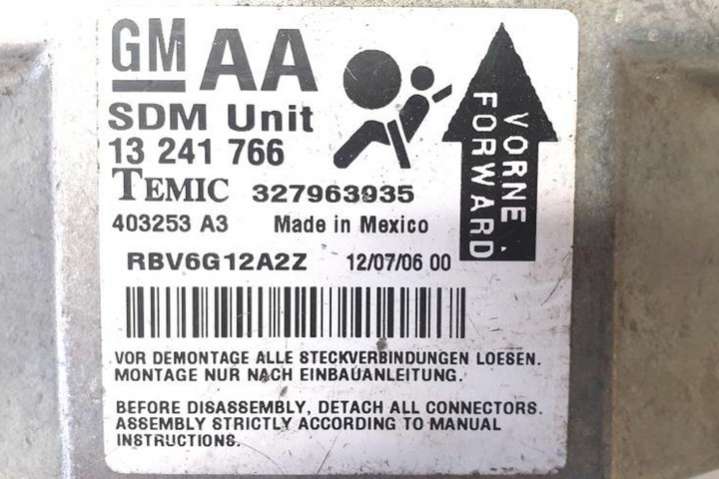 GM AA
SDM Unit
13 241 766
TEMIC 327963935
403253 A3 Made in Mexico
RBV6G12A2Z 12/07/06 00
VORNE
FORWARD
VOR DEMONTAGE ALLE STECKVERBINDUNGEN LOESEN.
MONTAGE NUR NACH EINBAUANLEITUNG.
BEFORE DISASSEMBLY, DETACH ALL CONNECTORS.
ASSEMBLY STRICTLY ACCORDING TO MANUAL
INSTRUCTIONS.